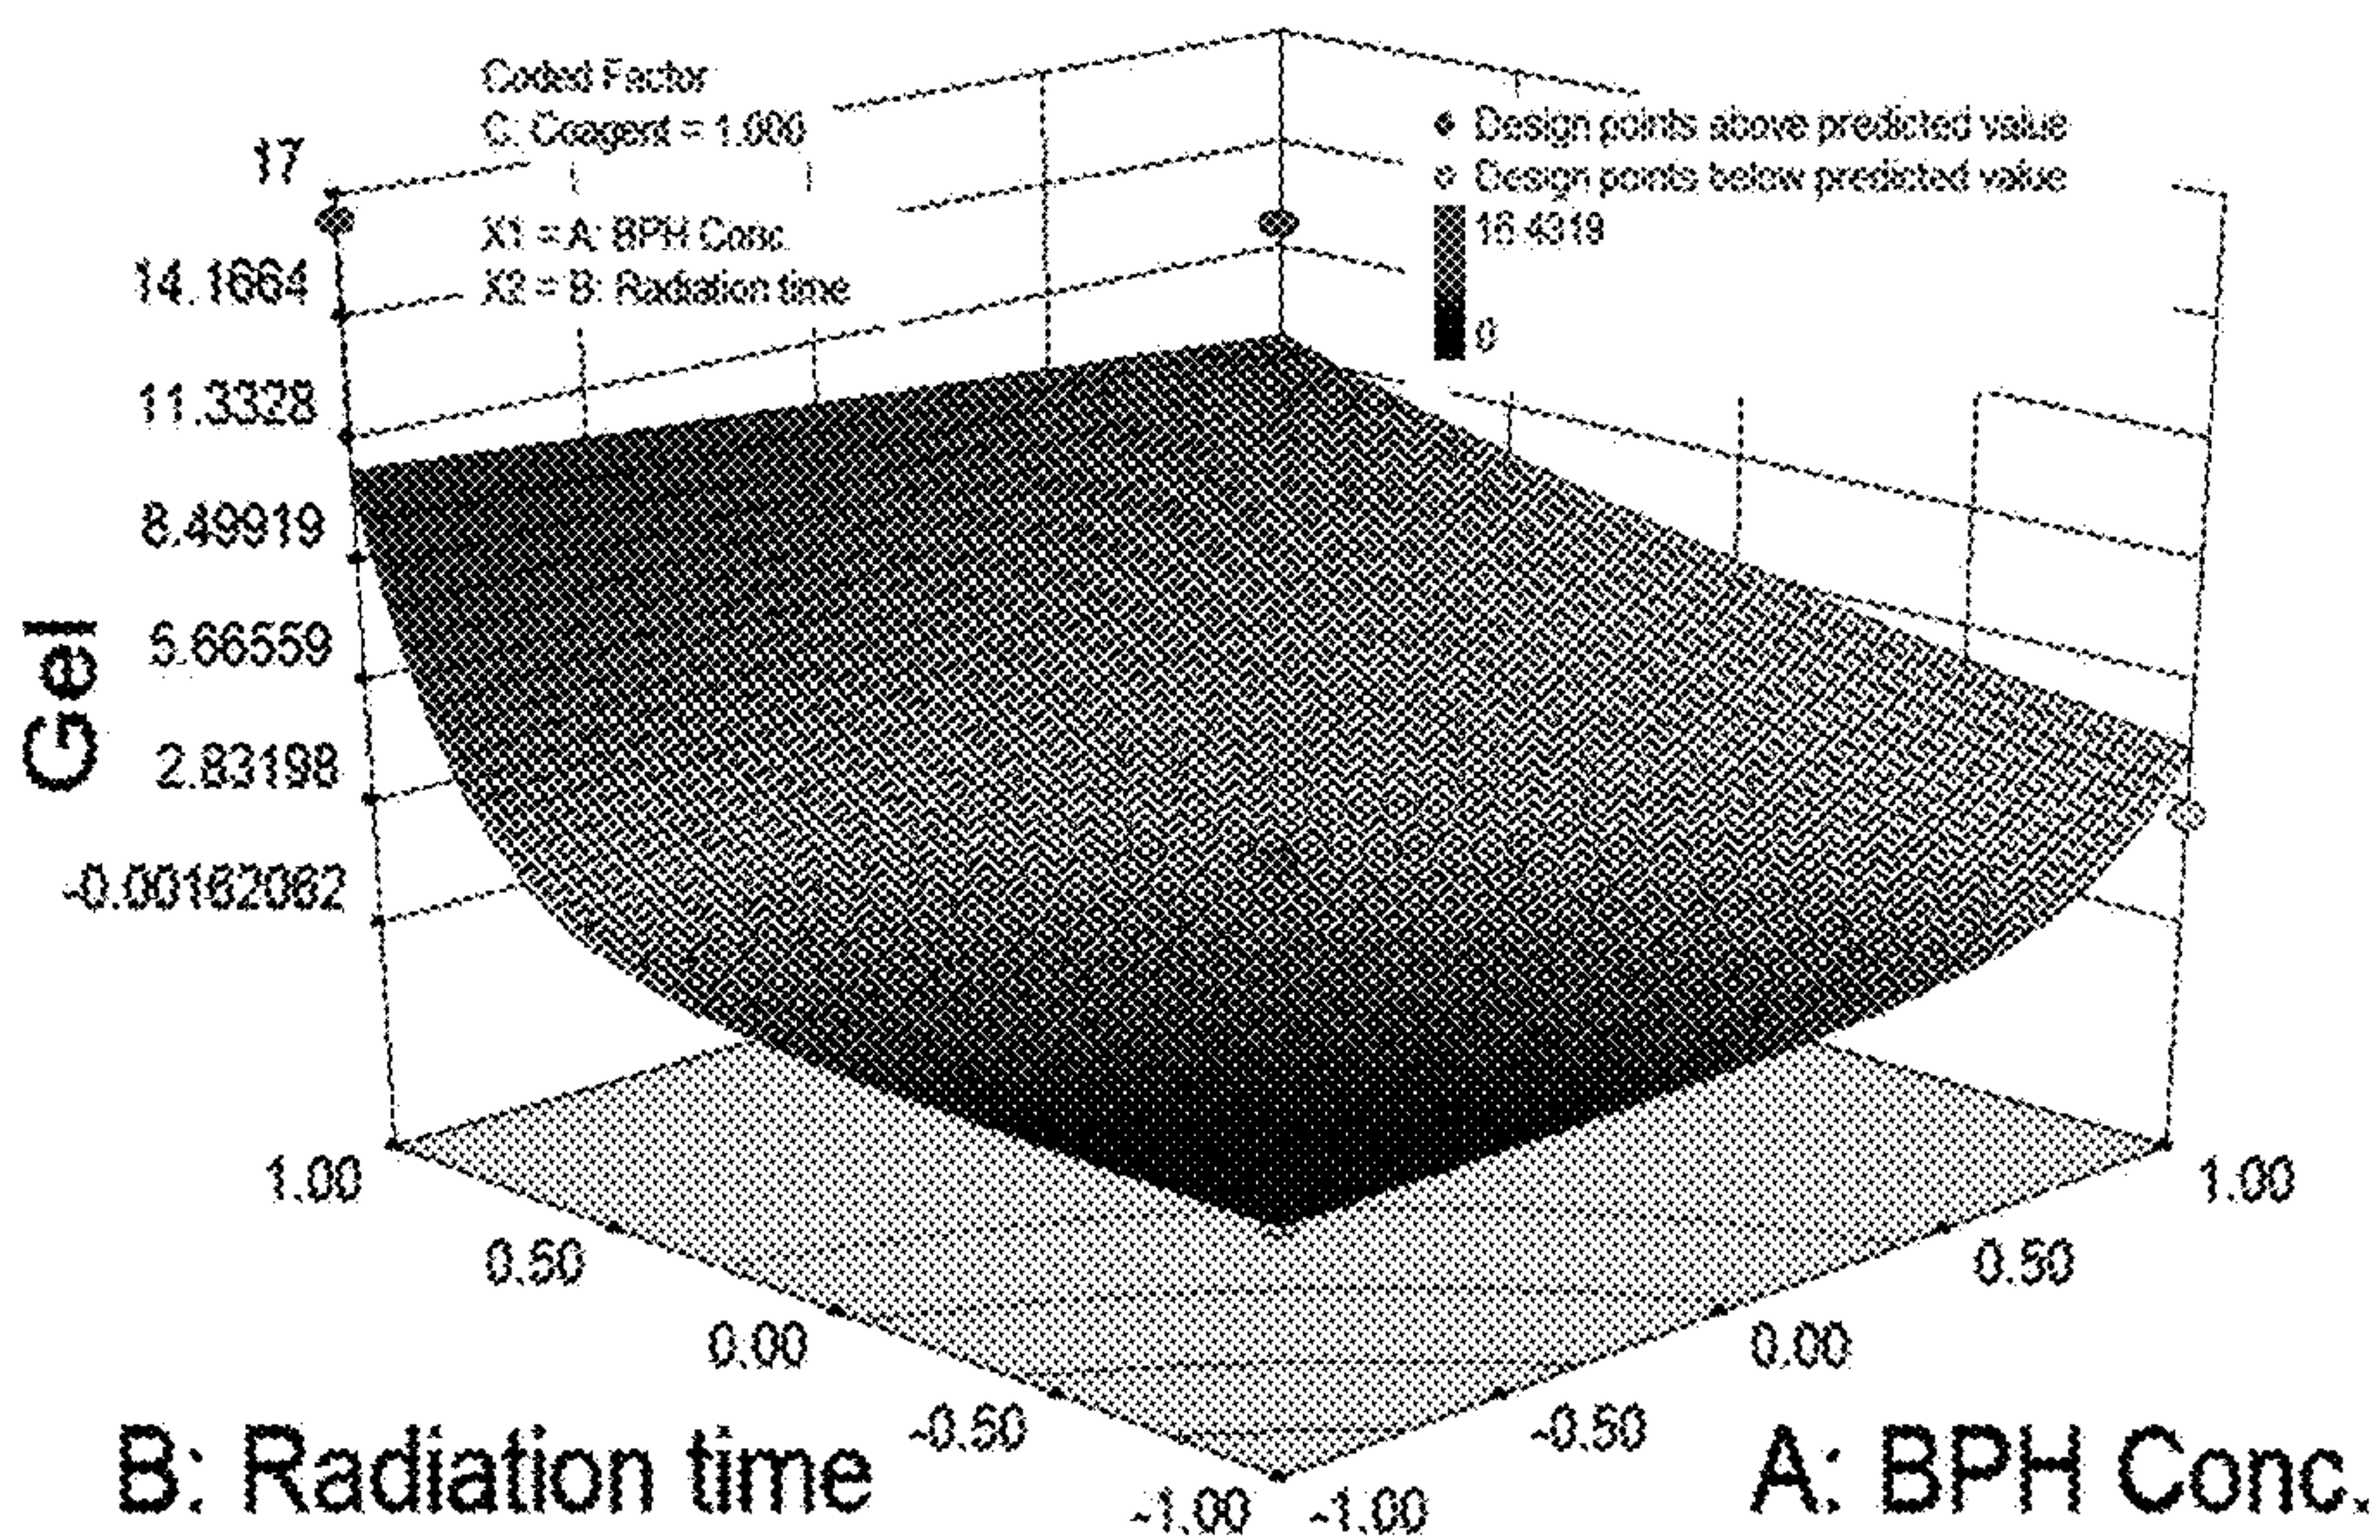 Coded Factor
C: Coagent = 1.000
X1 = A: BPH Conc.
X2 = B: Radiation time
Design points above predicted value
Design points below predicted value
16.4319
0
17
14.1664
11.3328
8.49919
5.66559
2.83198
-0.00162062
Gel
1.00
0.50
0.00
-0.50
-1.00
B: Radiation time
-1.00
-0.50
0.00
0.50
1.00
A: BPH Conc.